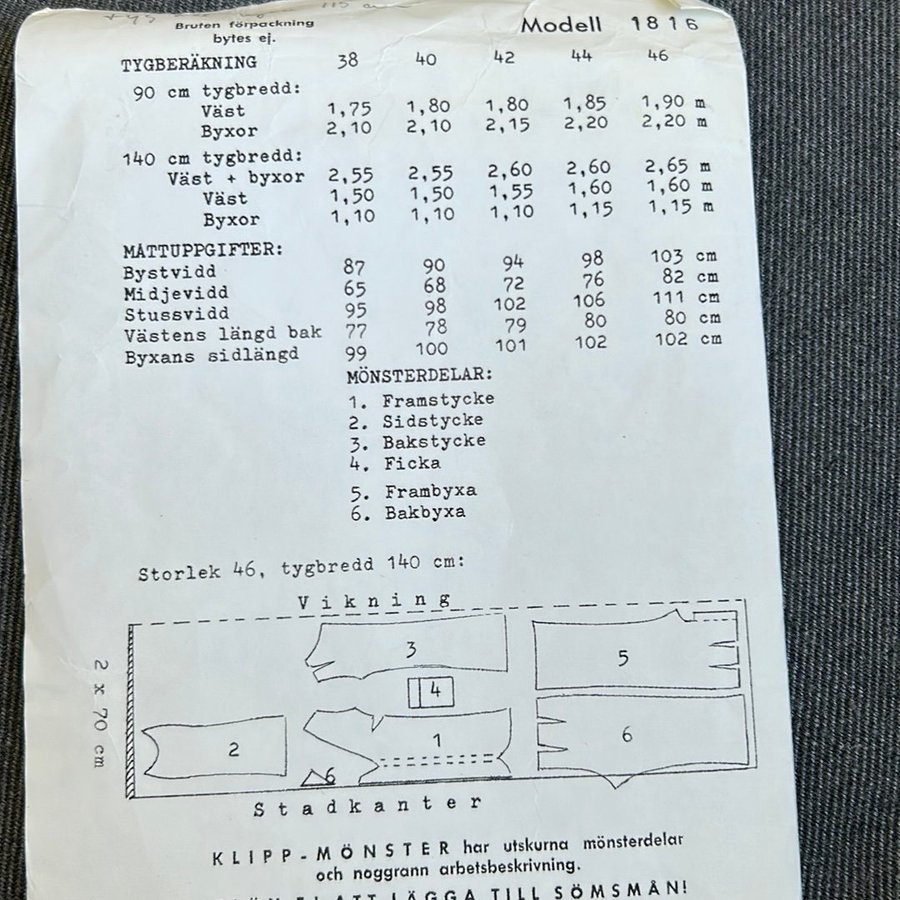 115 cm
Bruten förpackning
bytes ej.
Modell 1816
TYGBERÄKNING 38 40 42 44 46
90 cm tygbredd:
Väst 1,75 1,80 1,80 1,85 1,90 m
Byxor 2,10 2,10 2,15 2,20 2,20 m
140 cm tygbredd:
Väst + byxor 2,55 2,55 2,60 2,60 2,65 m
Väst 1,50 1,50 1,55 1,60 1,60 m
Byxor 1,10 1,10 1,10 1,15 1,15 m
MÅTTUPPGIFTER:
Bystvidd 87 90 94 98 103 cm
Midjevidd 65 68 72 76 82 cm
Stussvidd 95 98 102 106 111 cm
Västens längd bak 77 78 79 80 80 cm
Byxans sidlängd 99 100 101 102 102 cm
MÖNSTERDELAR:
1. Framstycke
2. Sidstycke
3. Bakstycke
4. Ficka
5. Frambyxa
6. Bakbyxa
Storlek 46, tygbredd 140 cm:
Vikning
2 x 70 cm
3
5
4
2
1
6
6
Stadkanter
KLIPP-MÖNSTER har utskurna mönsterdelar
och noggrann arbetsbeskrivning.
ATT LÄGGA TILL SÖMSMÅN!